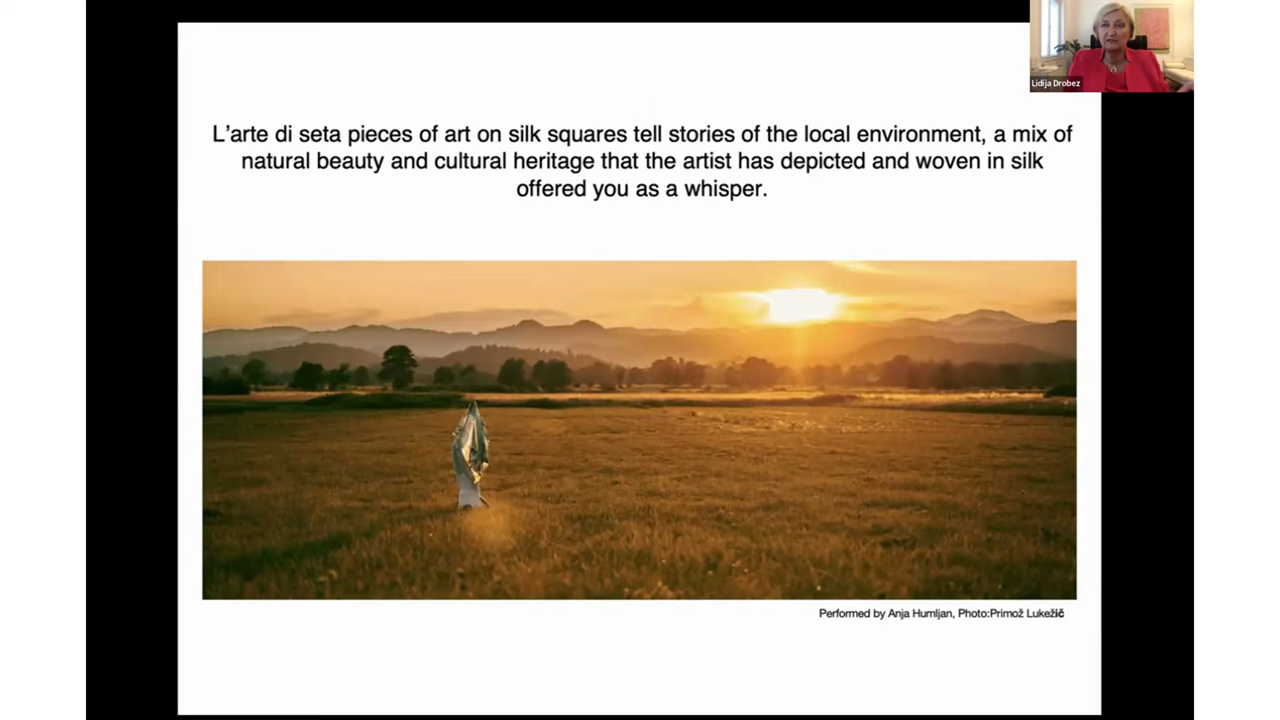 Lidija Drobez
L'arte di seta pieces of art on silk squares tell stories of the local environment, a mix of
natural beauty and cultural heritage that the artist has depicted and woven in silk
offered you as a whisper.
Performed by Anja Humljan, Photo:Primož Lukežič